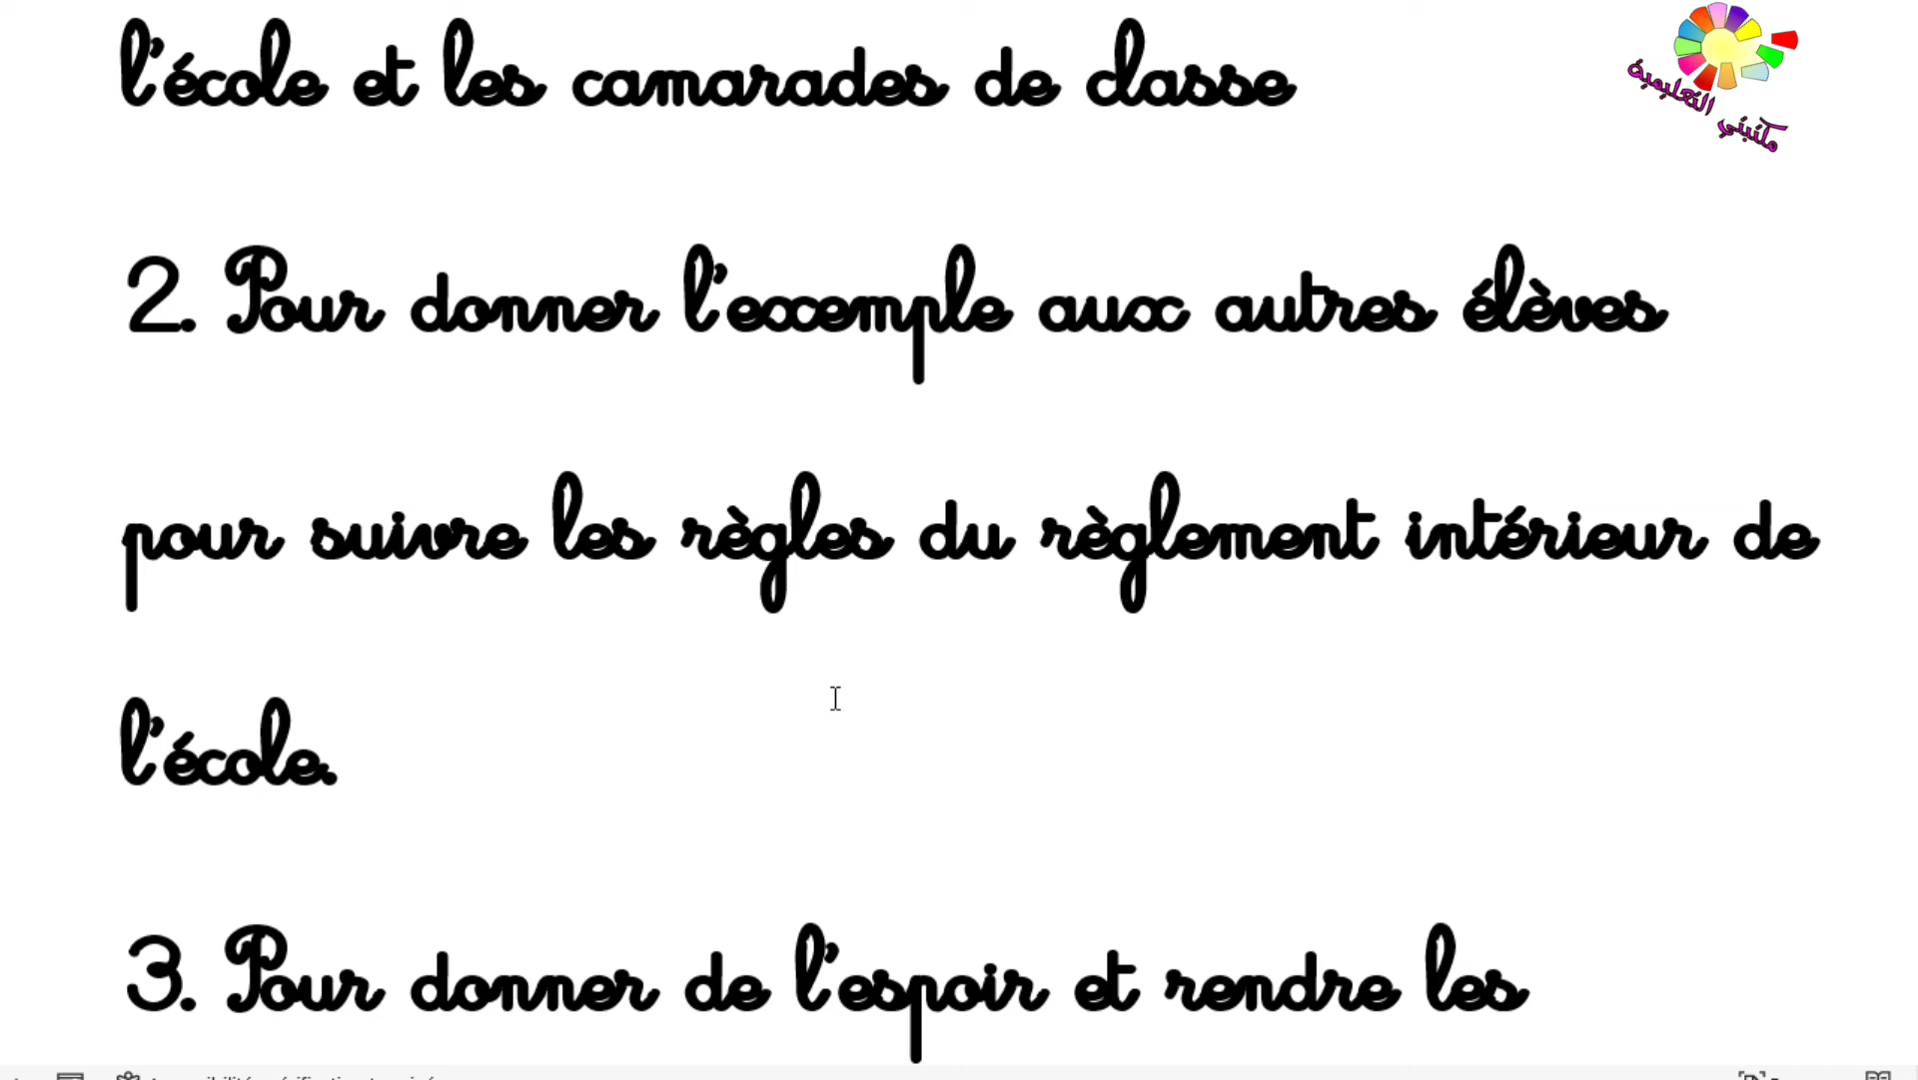 l'école et les camarades de classe
مكتبتي التعليمية
2. Pour donner l'exemple aux autres élèves
pour suivre les règles du règlement intérieur de
l'école.
3. Pour donner de l'espoir et rendre les